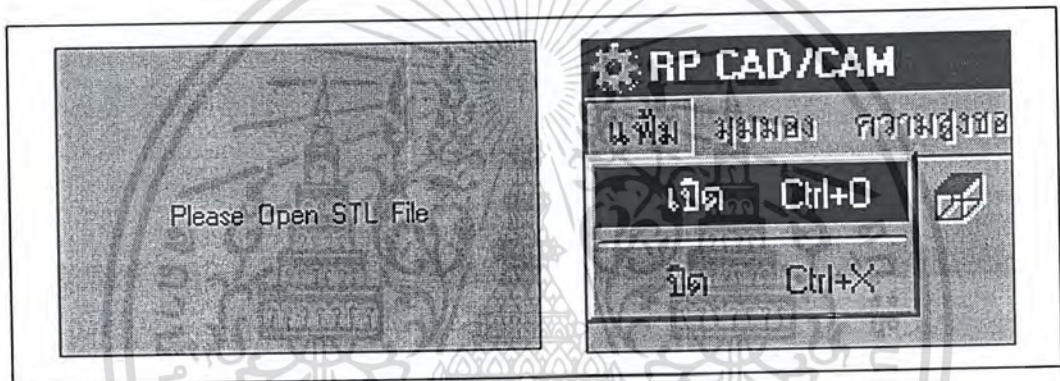 Please Open STL File
RP CAD/CAM
แฟ้ม มุมมอง ความสูงขอ
เปิด Ctrl+O
ปิด Ctrl+X